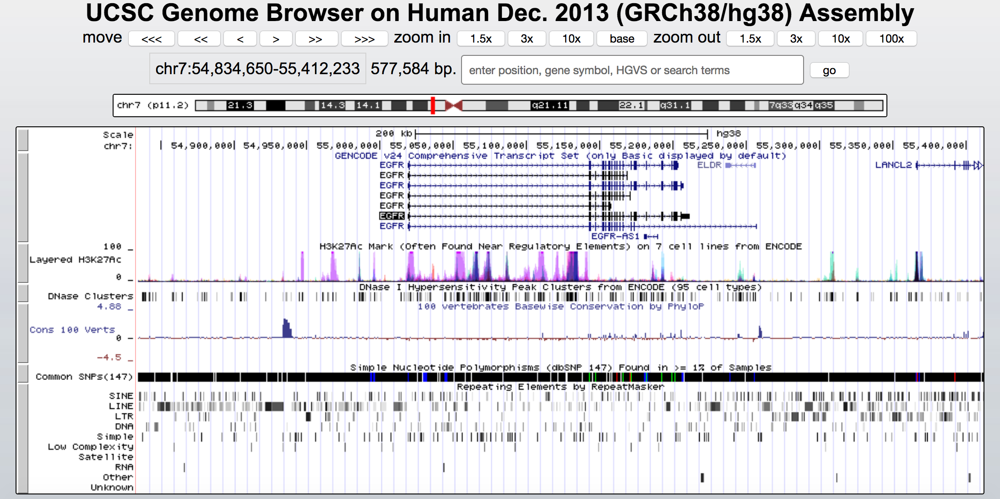 UCSC Genome Browser on Human Dec. 2013 (GRCh38/hg38) Assembly
move <<< << < > >> >>> zoom in 1.5x 3x 10x base zoom out 1.5x 3x 10x 100x
chr7:54,834,650-55,412,233 577,584 bp. enter position, gene symbol, HGVS or search terms go
chr7 (p11.2) 21.3 14.3 14.1 q21.11 22.1 q31.1 7q33 q34 q35
Scale 200 kb hg38
chr7: 54,900,000 54,950,000 55,000,000 55,050,000 55,100,000 55,150,000 55,200,000 55,250,000 55,300,000 55,350,000 55,400,000
GENCODE v24 Comprehensive Transcript Set (only Basic displayed by default)
EGFR ELDR LANCL2
EGFR
EGFR
EGFR
EGFR
EGFR
EGFR
EGFR-AS1
H3K27Ac Mark (Often Found Near Regulatory Elements) on 7 cell lines from ENCODE
100 _
Layered H3K27Ac
0 _
DNase I Hypersensitivity Peak Clusters from ENCODE (95 cell types)
DNase Clusters
100 vertebrates Basewise Conservation by PhyloP
4.88 _
Cons 100 Verts
0 -
-4.5 _
Simple Nucleotide Polymorphisms (dbSNP 147) Found in >= 1% of Samples
Common SNPs(147)
Repeating Elements by RepeatMasker
SINE
LINE
LTR
DNA
Simple
Low Complexity
Satellite
RNA
Other
Unknown